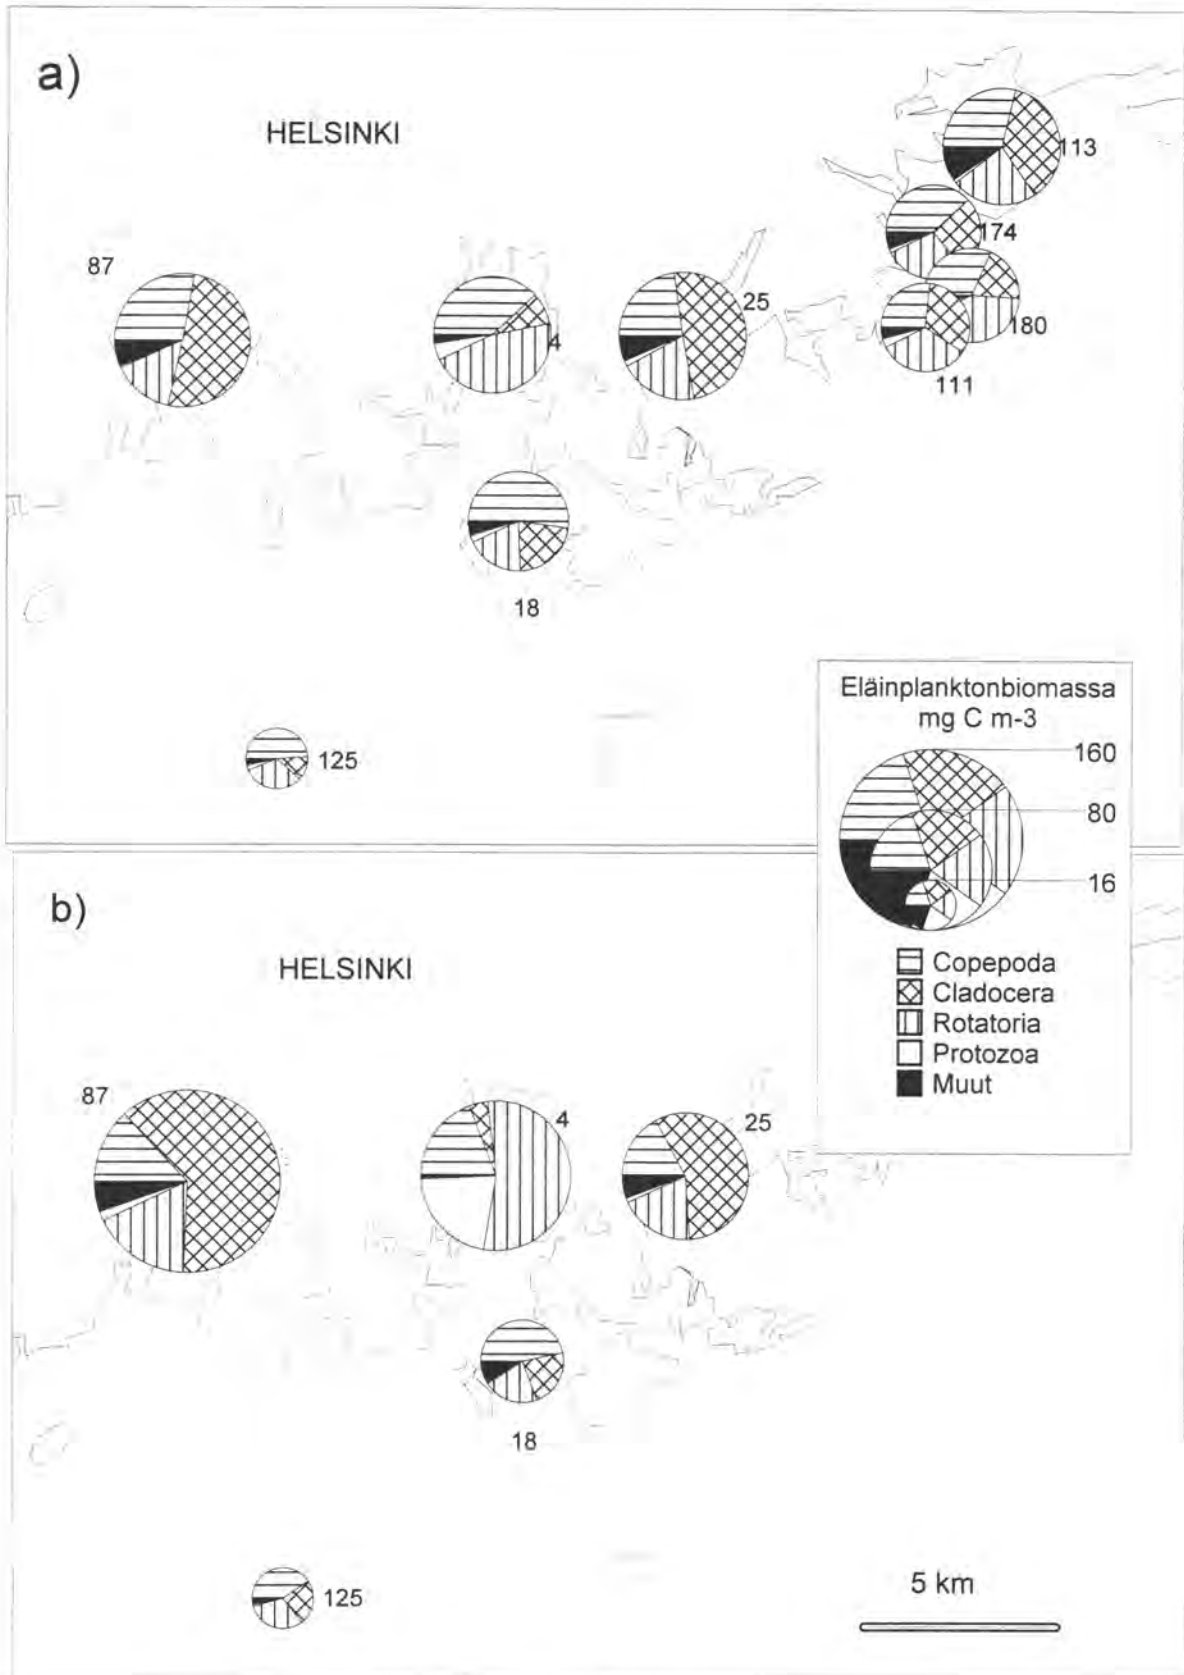 a)
HELSINKI
113
174
87
25
4
180
111
18
125
Eläinplanktonbiomassa
mg C m-3
160
80
16
Copepoda
Cladocera
Rotatoria
Protozoa
Muut
b)
HELSINKI
87
4
25
18
125
5 km